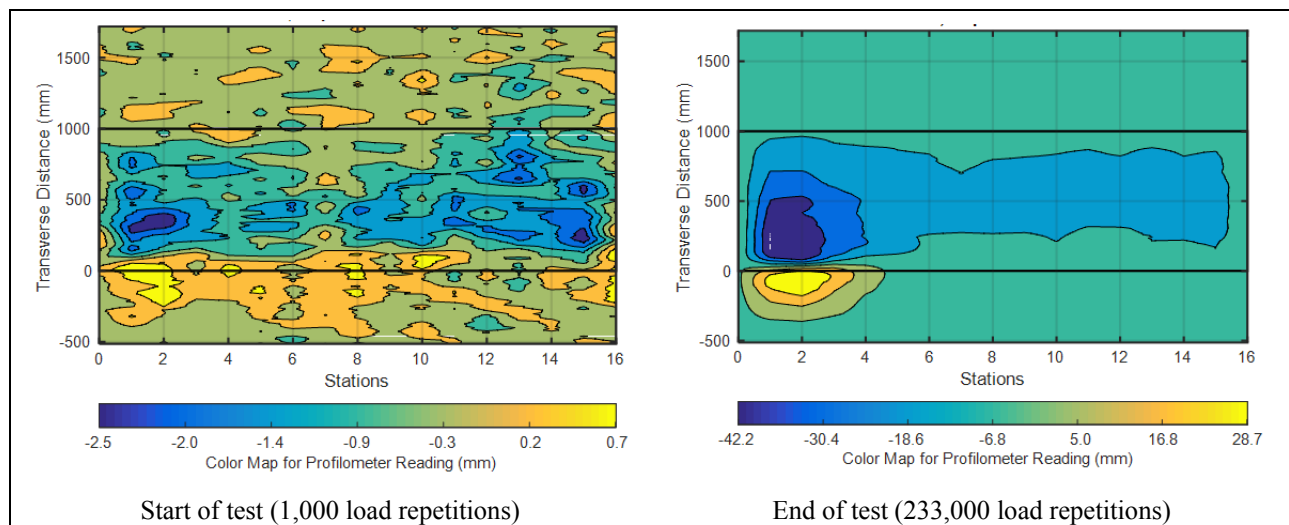 1500
1000
500
0
-500
Transverse Distance (mm)
0 2 4 6 8 10 12 14 16
Stations
-2.5 -2.0 -1.4 -0.9 -0.3 0.2 0.7
Color Map for Profilometer Reading (mm)
Start of test (1,000 load repetitions)
1500
1000
500
0
-500
Transverse Distance (mm)
0 2 4 6 8 10 12 14 16
Stations
-42.2 -30.4 -18.6 -6.8 5.0 16.8 28.7
Color Map for Profilometer Reading (mm)
End of test (233,000 load repetitions)